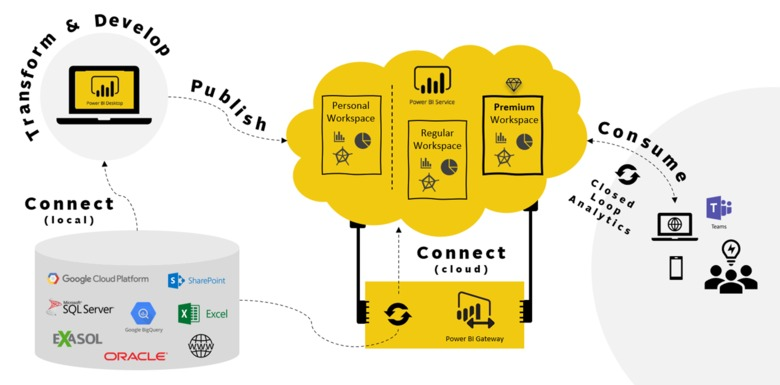 Transform & Develop
Power BI Desktop
Publish
Connect
(local)
Google Cloud Platform
SharePoint
Microsoft
SQL Server
Google BigQuery
Excel
EXASOL
ORACLE
WWW
Power BI Service
Personal
Workspace
Regular
Workspace
Premium
Workspace
Connect
(cloud)
Power BI Gateway
Consume
Closed
Loop
Analytics
T
Teams